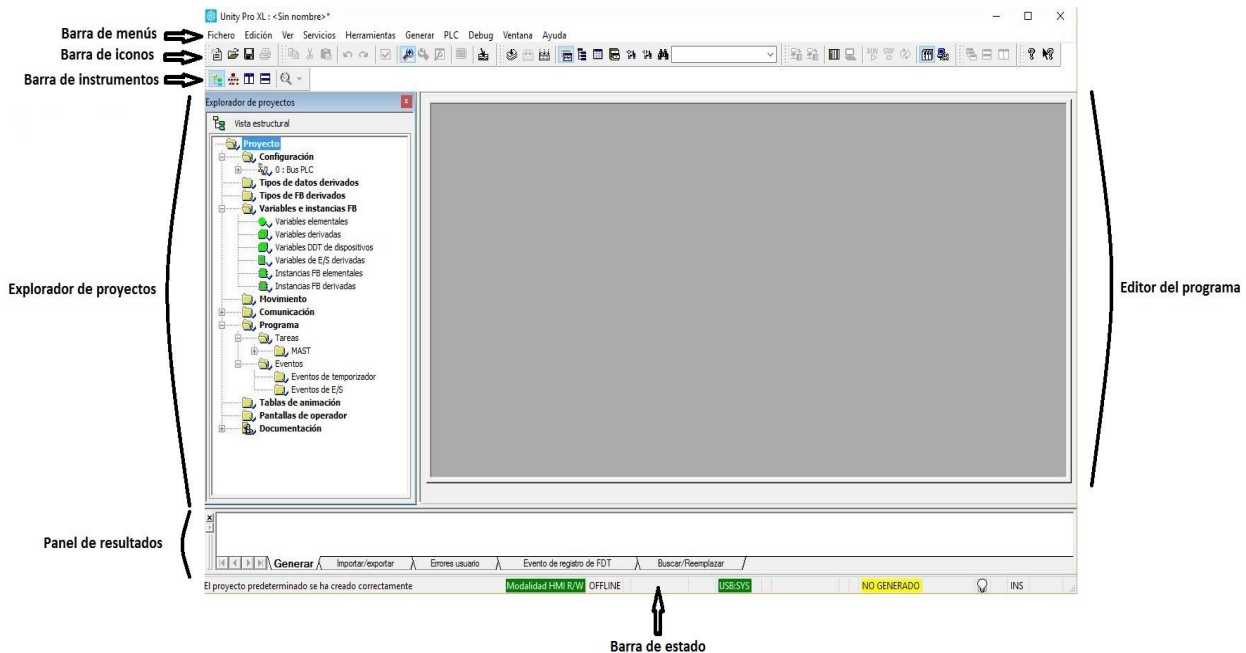 Unity Pro XL : <Sin nombre>*
Barra de menús
Fichero Edición Ver Servicios Herramientas Generar PLC Debug Ventana Ayuda
Barra de iconos
RUN STOP
Barra de instrumentos
Explorador de proyectos
Vista estructural
Proyecto
Configuración
0 : Bus PLC
Tipos de datos derivados
Tipos de FB derivados
Variables e instancias FB
Variables elementales
Variables derivadas
Variables DDT de dispositivos
Variables de E/S derivadas
Instancias FB elementales
Instancias FB derivadas
Movimiento
Comunicación
Programa
Tareas
MAST
Eventos
Eventos de temporizador
Eventos de E/S
Tablas de animación
Pantallas de operador
Documentación
Explorador de proyectos
Editor del programa
Panel de resultados
Generar Importar/exportar Errores usuario Evento de registro de FDT Buscar/Reemplazar
El proyecto predeterminado se ha creado correctamente Modalidad HMI R/W OFFLINE USB:SYS NO GENERADO INS
Barra de estado